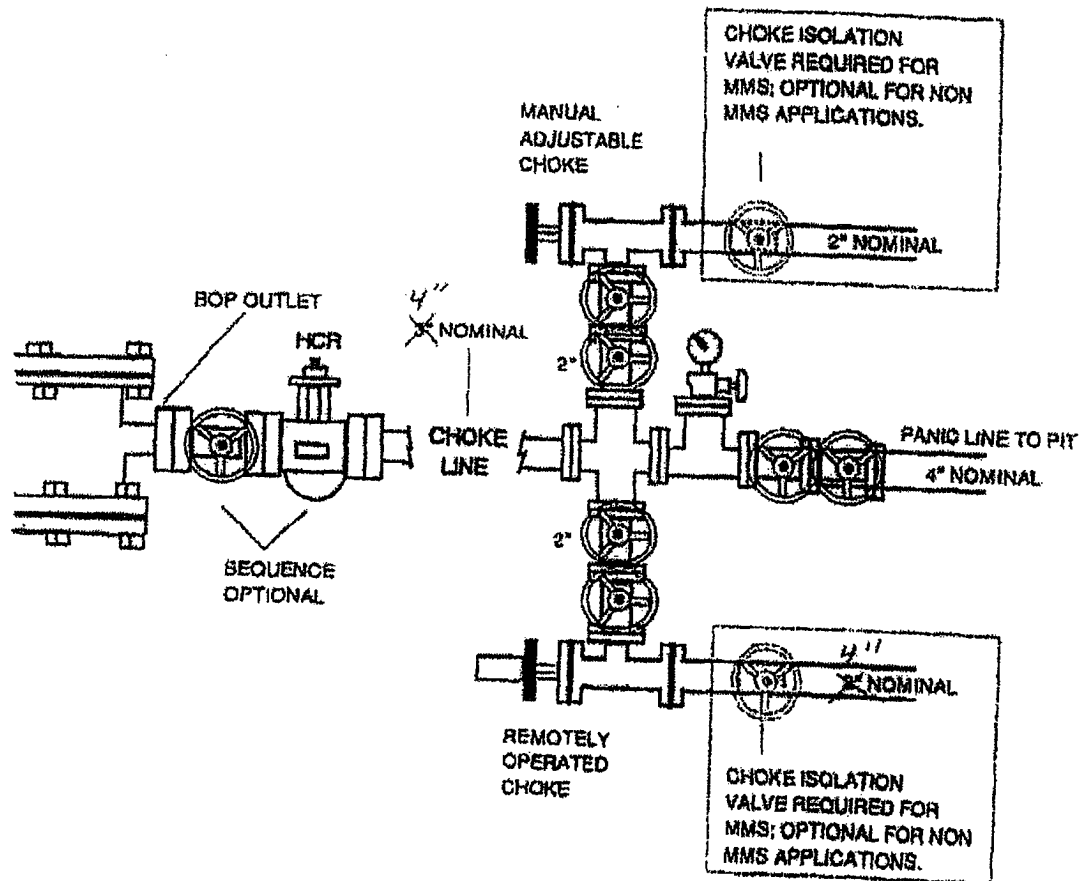 CHOKE ISOLATION
VALVE REQUIRED FOR
MMS; OPTIONAL FOR NON
MMS APPLICATIONS.
MANUAL
ADJUSTABLE
CHOKE
2" NOMINAL
BOP OUTLET
HCR
4"
3" NOMINAL
2"
CHOKE
LINE
PANIC LINE TO PIT
4" NOMINAL
SEQUENCE
OPTIONAL
2"
4"
2" NOMINAL
REMOTELY
OPERATED
CHOKE
CHOKE ISOLATION
VALVE REQUIRED FOR
MMS; OPTIONAL FOR NON
MMS APPLICATIONS.